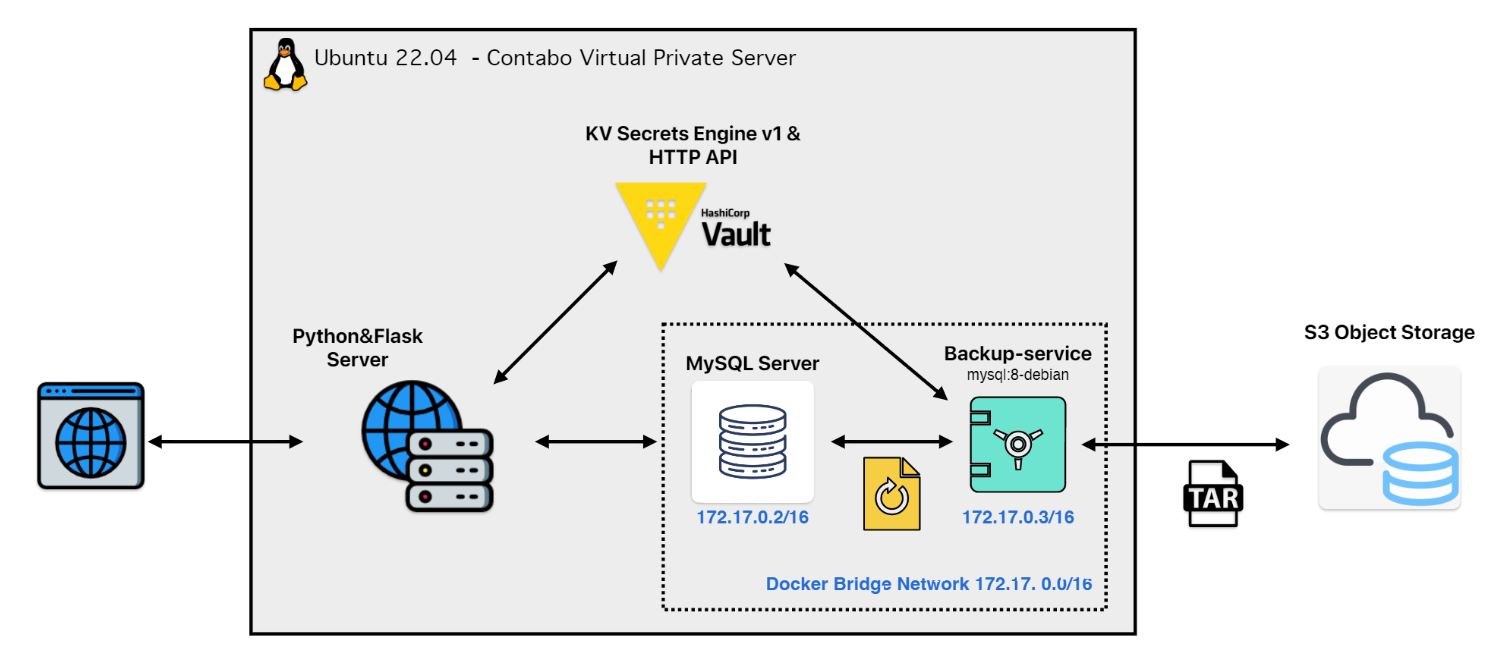 Ubuntu 22.04 - Contabo Virtual Private Server
KV Secrets Engine v1 &
HTTP API
HashiCorp
Vault
Python&Flask
Server
MySQL Server
Backup-service
mysql:8-debian
S3 Object Storage
172.17.0.2/16
172.17.0.3/16
TAR
Docker Bridge Network 172.17. 0.0/16